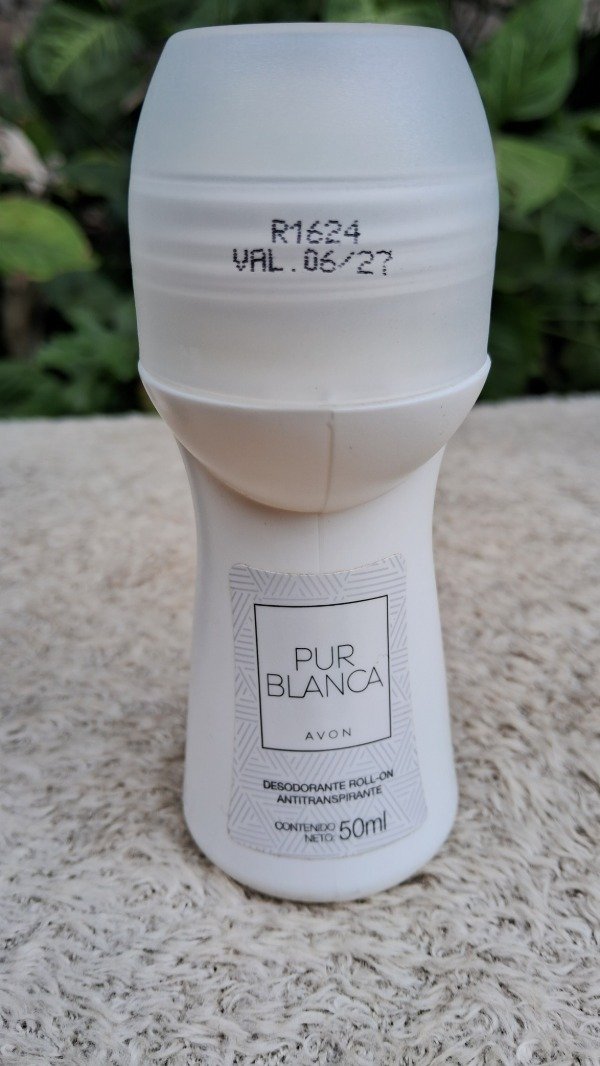 R1624
VAL.06/27
PUR
BLANCA
AVON
DESODORANTE ROLL-ON
ANTITRANSPIRANTE
CONTENIDO
NETO: 50ml